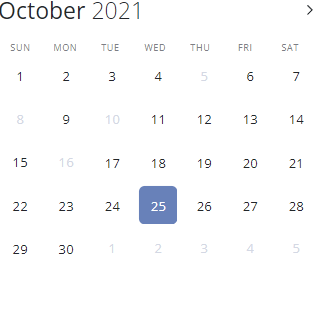 October 2021
SUN MON TUE WED THU FRI SAT
1 2 3 4 5 6 7
8 9 10 11 12 13 14
15 16 17 18 19 20 21
22 23 24 25 26 27 28
29 30 1 2 3 4 5